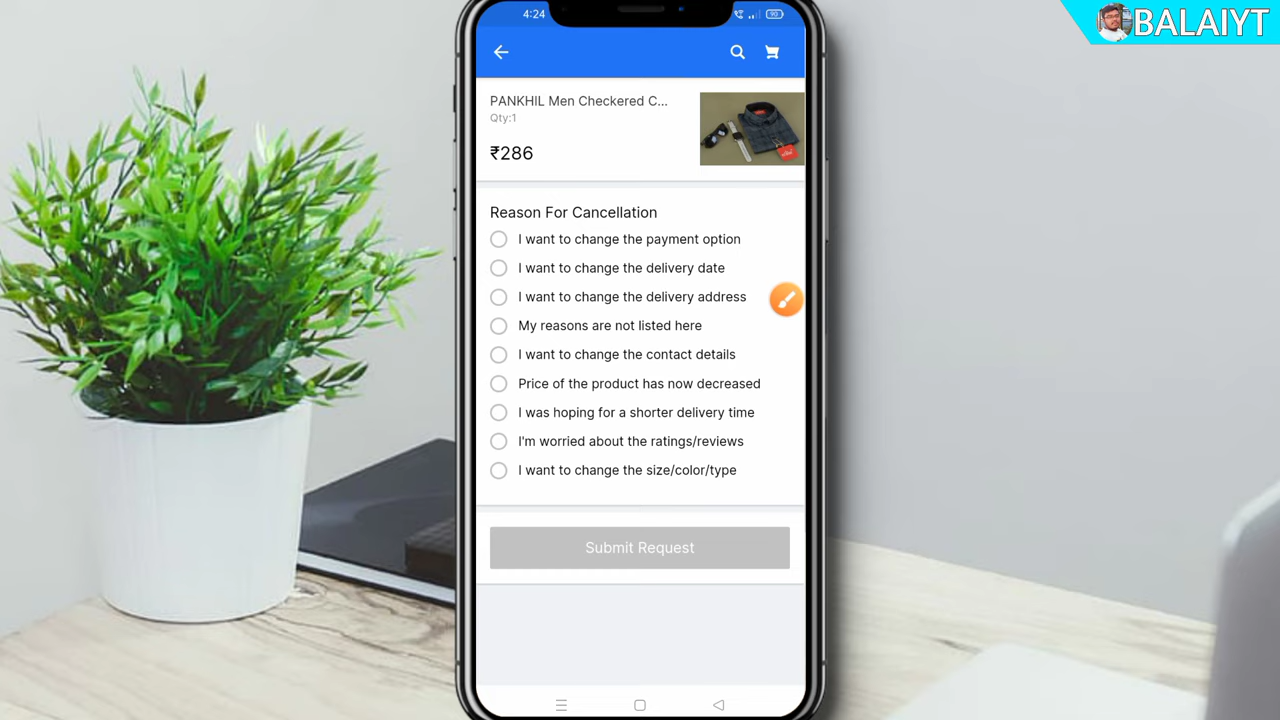 BALAIYT
4:24
90
PANKHIL Men Checkered C...
Qty:1
₹286
Reason For Cancellation
I want to change the payment option
I want to change the delivery date
I want to change the delivery address
My reasons are not listed here
I want to change the contact details
Price of the product has now decreased
I was hoping for a shorter delivery time
I'm worried about the ratings/reviews
I want to change the size/color/type
Submit Request